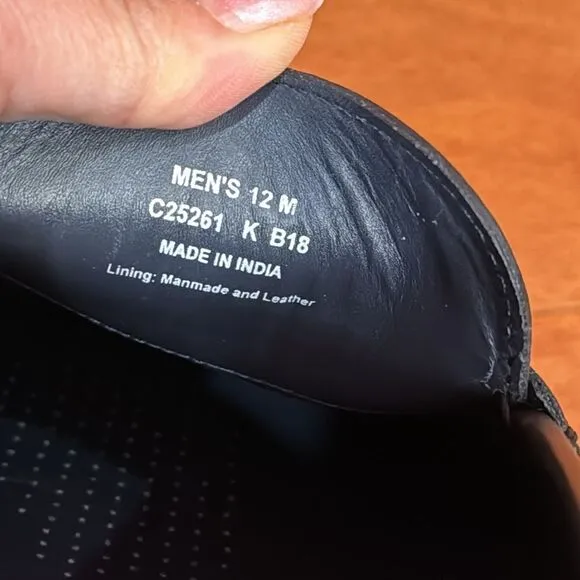 MEN'S 12 M
C25261 K B18
MADE IN INDIA
Lining: Manmade and Leather